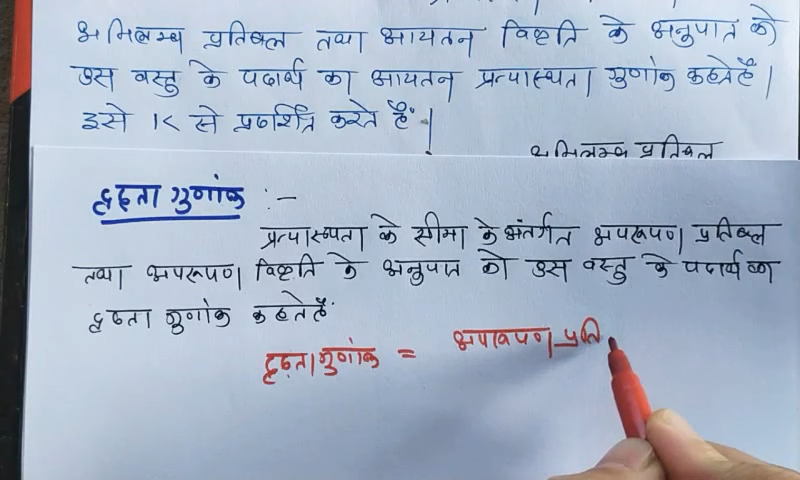 अभिलम्ब प्रतिबल तथा आयतन विकृति के अनुपात को
उस वस्तु के पदार्थ का आयतन प्रत्यास्थता गुणांक कहते हैं|
इसे K से प्रदर्शित करते हैं|
अभिलम्ब प्रतिबल
दृढ़ता गुणांक :-
प्रत्यास्थता के सीमा के अंतर्गत अपरूपण प्रतिबल
तथा अपरूपण विकृति के अनुपात को उस वस्तु के पदार्थ का
दृढता गुणांक कहते हैं
दृढ़ता गुणांक = अपरूपण प्रति